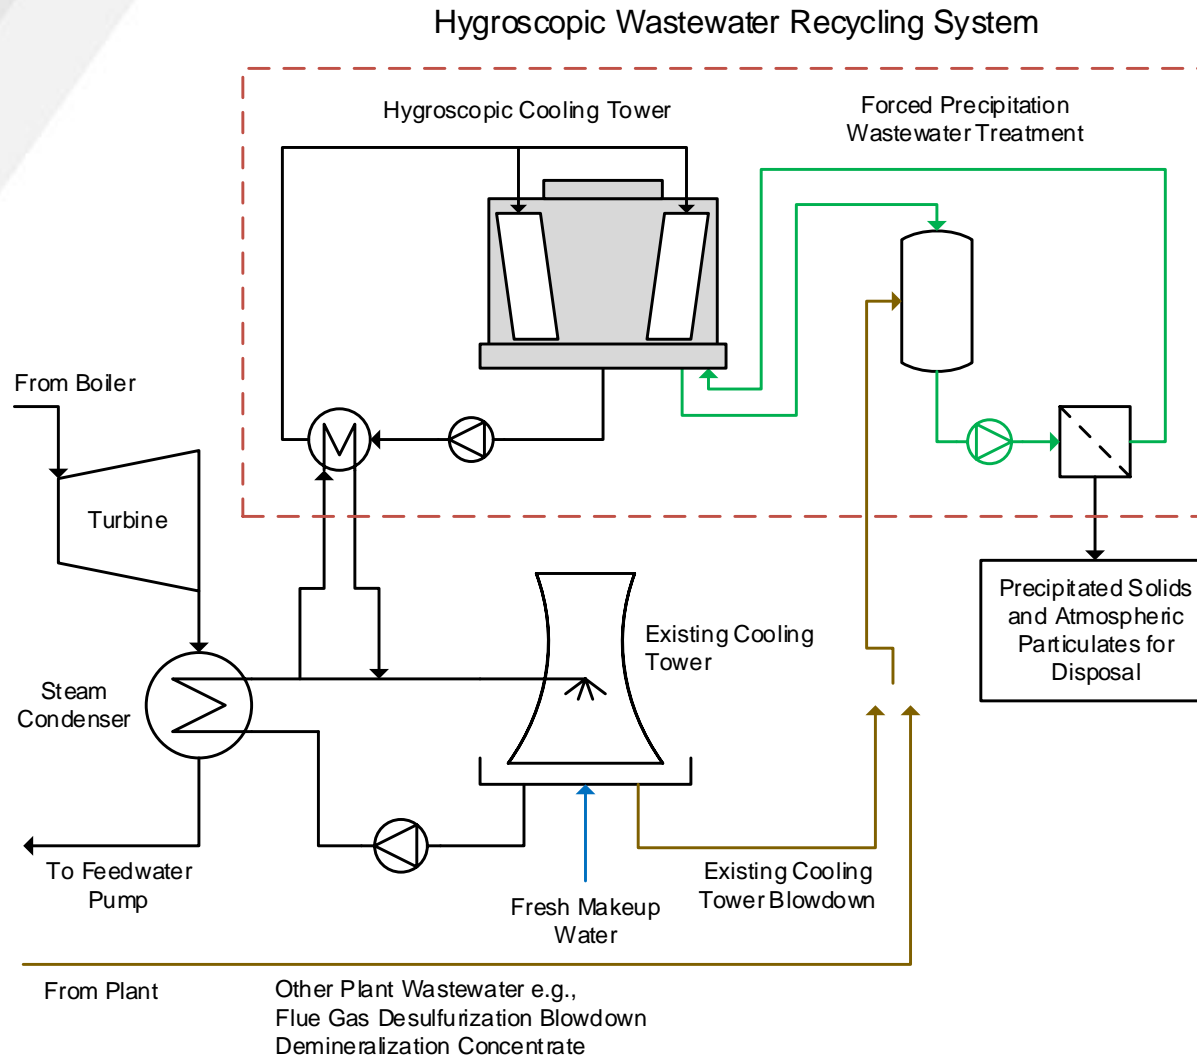 Hygroscopic Wastewater Recycling System
Hygroscopic Cooling Tower
Forced Precipitation
Wastewater Treatment
From Boiler
Turbine
Steam
Condenser
Existing Cooling
Tower
Precipitated Solids
and Atmospheric
Particulates for
Disposal
To Feedwater
Pump
Fresh Makeup
Water
Existing Cooling
Tower Blowdown
From Plant
Other Plant Wastewater e.g.,
Flue Gas Desulfurization Blowdown
Demineralization Concentrate